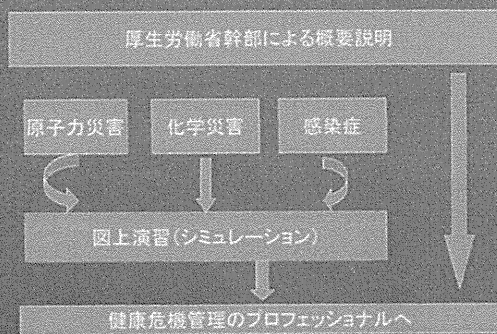 厚生労働省幹部による概要説明
原子力災害
化学災害
感染症
図上演習(シミュレーション)
健康危機管理のプロフェッショナルへ